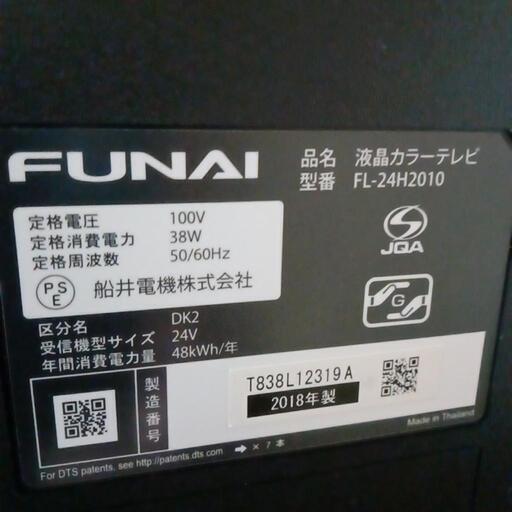 FUNAI
品名 液晶カラーテレビ
型番 FL-24H2010
定格電圧 100V
定格消費電力 38W
定格周波数 50/60Hz
PSE 船井電機株式会社
JQA
G
区分名 DK2
受信機型サイズ 24V
年間消費電力量 48kWh/年
製造番号
T838L12319A
2018年製
Made in Thailand
For DTS patents, see http://patents.dts.com
➡ × 7 本